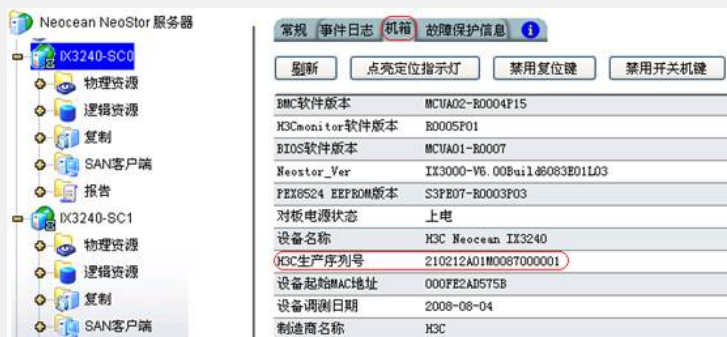 Neocean NeoStor 服务器
IX3240-SC0
物理资源
逻辑资源
复制
SAN客户端
报告
IX3240-SC1
物理资源
逻辑资源
复制
SAN客户端
常规 事件日志 机箱 故障保护信息
刷新 点亮定位指示灯 禁用复位键 禁用开关机键
BMC软件版本 MCVA02-R0004P15
H3Cmonitor软件版本 R0005P01
BIOS软件版本 MCVA01-R0007
Neostor_Ver IX3000-V6.00Build6083E01L03
PEX8524 EEPROM版本 S3PE07-R0003P03
对板电源状态 上电
设备名称 H3C Neocean IX3240
H3C生产序列号 210212A01M0087000001
设备起始MAC地址 000FE2AD575B
设备调测日期 2008-08-04
制造商名称 H3C